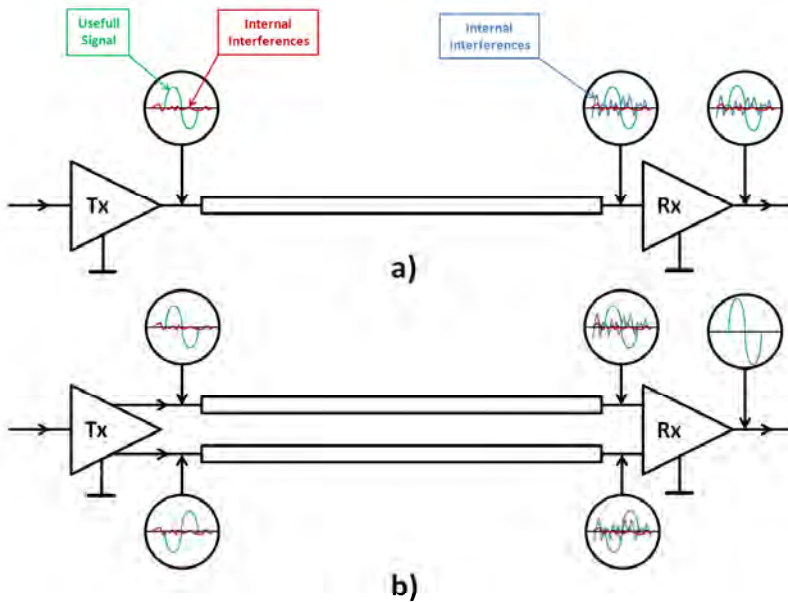 Usefull
Signal
Internal
Interferences
Internal
Interferences
Tx
Rx
a)
Tx
Rx
b)